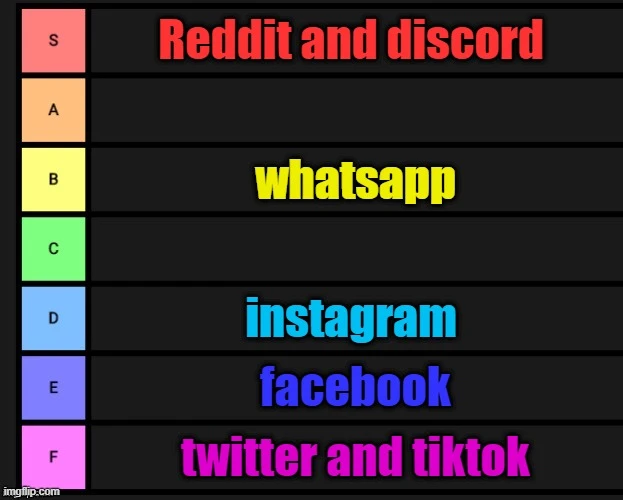 S Reddit and discord
A
B whatsapp
C
D instagram
E facebook
F twitter and tiktok
imgflip.com